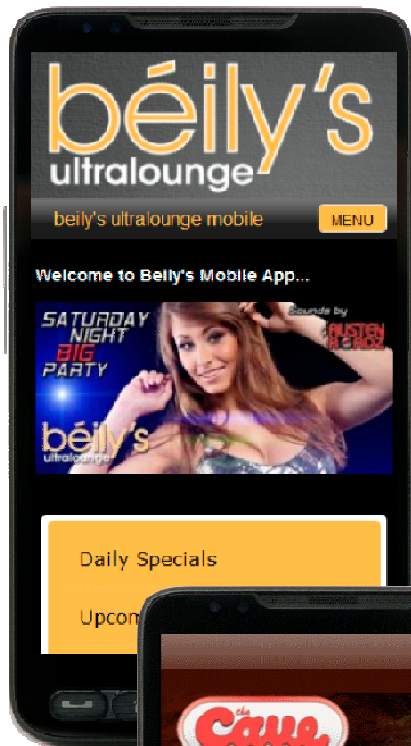 béily's
ultralounge
beily's ultralounge mobile
MENU
Welcome to Beily's Mobile App...
SATURDAY
NIGHT
BIG
PARTY
Sounds by
AUSTEN
béily's
ultralounge
Daily Specials
Upcom
the
Cave